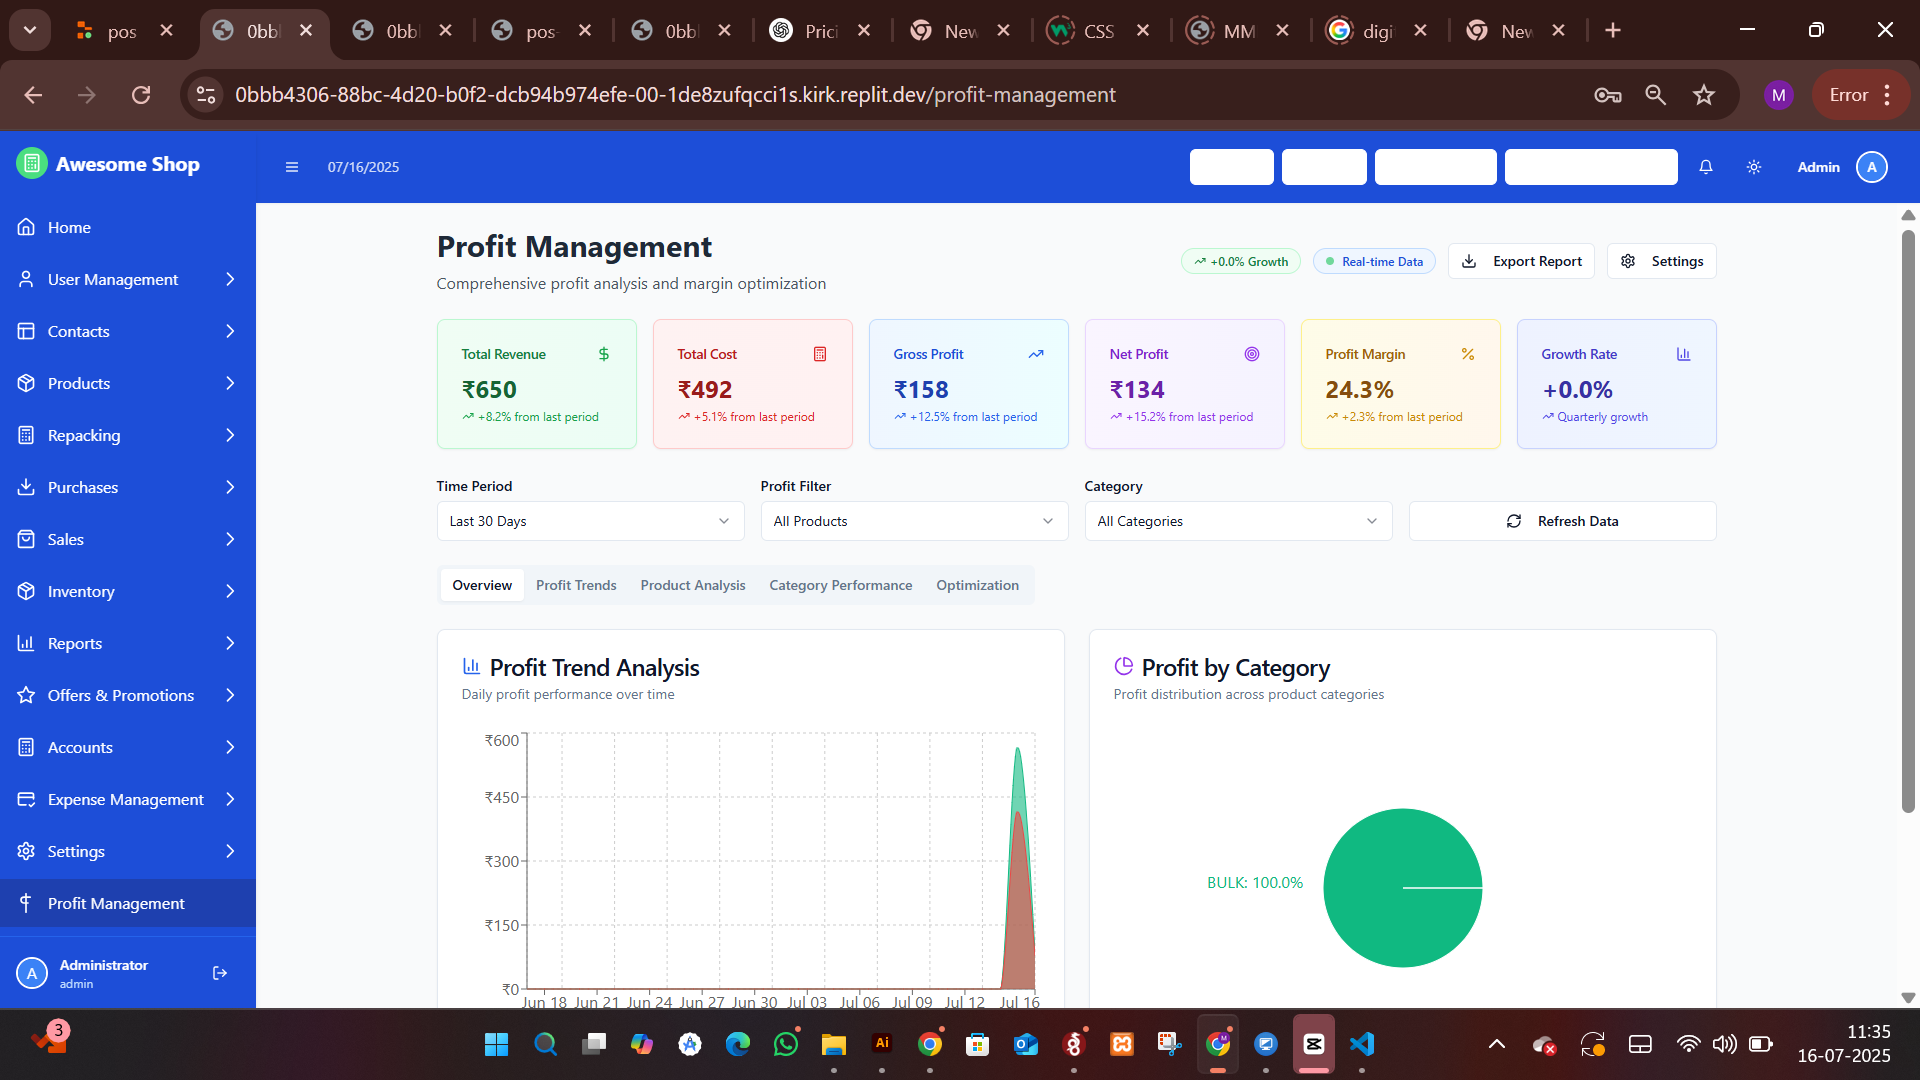 pos
0bb
0bb
pos
0bb
Prici
New
CSS
MM
digi
New
0bbb4306-88bc-4d20-b0f2-dcb94b974efe-00-1de8zufqcci1s.kirk.replit.dev/profit-management
M
Error
Awesome Shop
07/16/2025
Admin
A
Home
User Management
Contacts
Products
Repacking
Purchases
Sales
Inventory
Reports
Offers & Promotions
Accounts
Expense Management
Settings
Profit Management
A
Administrator
admin
Profit Management
Comprehensive profit analysis and margin optimization
+0.0% Growth
Real-time Data
Export Report
Settings
Total Revenue
₹650
+8.2% from last period
Total Cost
₹492
+5.1% from last period
Gross Profit
₹158
+12.5% from last period
Net Profit
₹134
+15.2% from last period
Profit Margin
24.3%
+2.3% from last period
Growth Rate
+0.0%
Quarterly growth
Time Period
Last 30 Days
Profit Filter
All Products
Category
All Categories
Refresh Data
Overview
Profit Trends
Product Analysis
Category Performance
Optimization
Profit Trend Analysis
Daily profit performance over time
₹600
₹450
₹300
₹150
₹0
Jun 18 Jun 21 Jun 24 Jun 27 Jun 30 Jul 03 Jul 06 Jul 09 Jul 12 Jul 16
Profit by Category
Profit distribution across product categories
BULK: 100.0%
3
Ai
11:35
16-07-2025